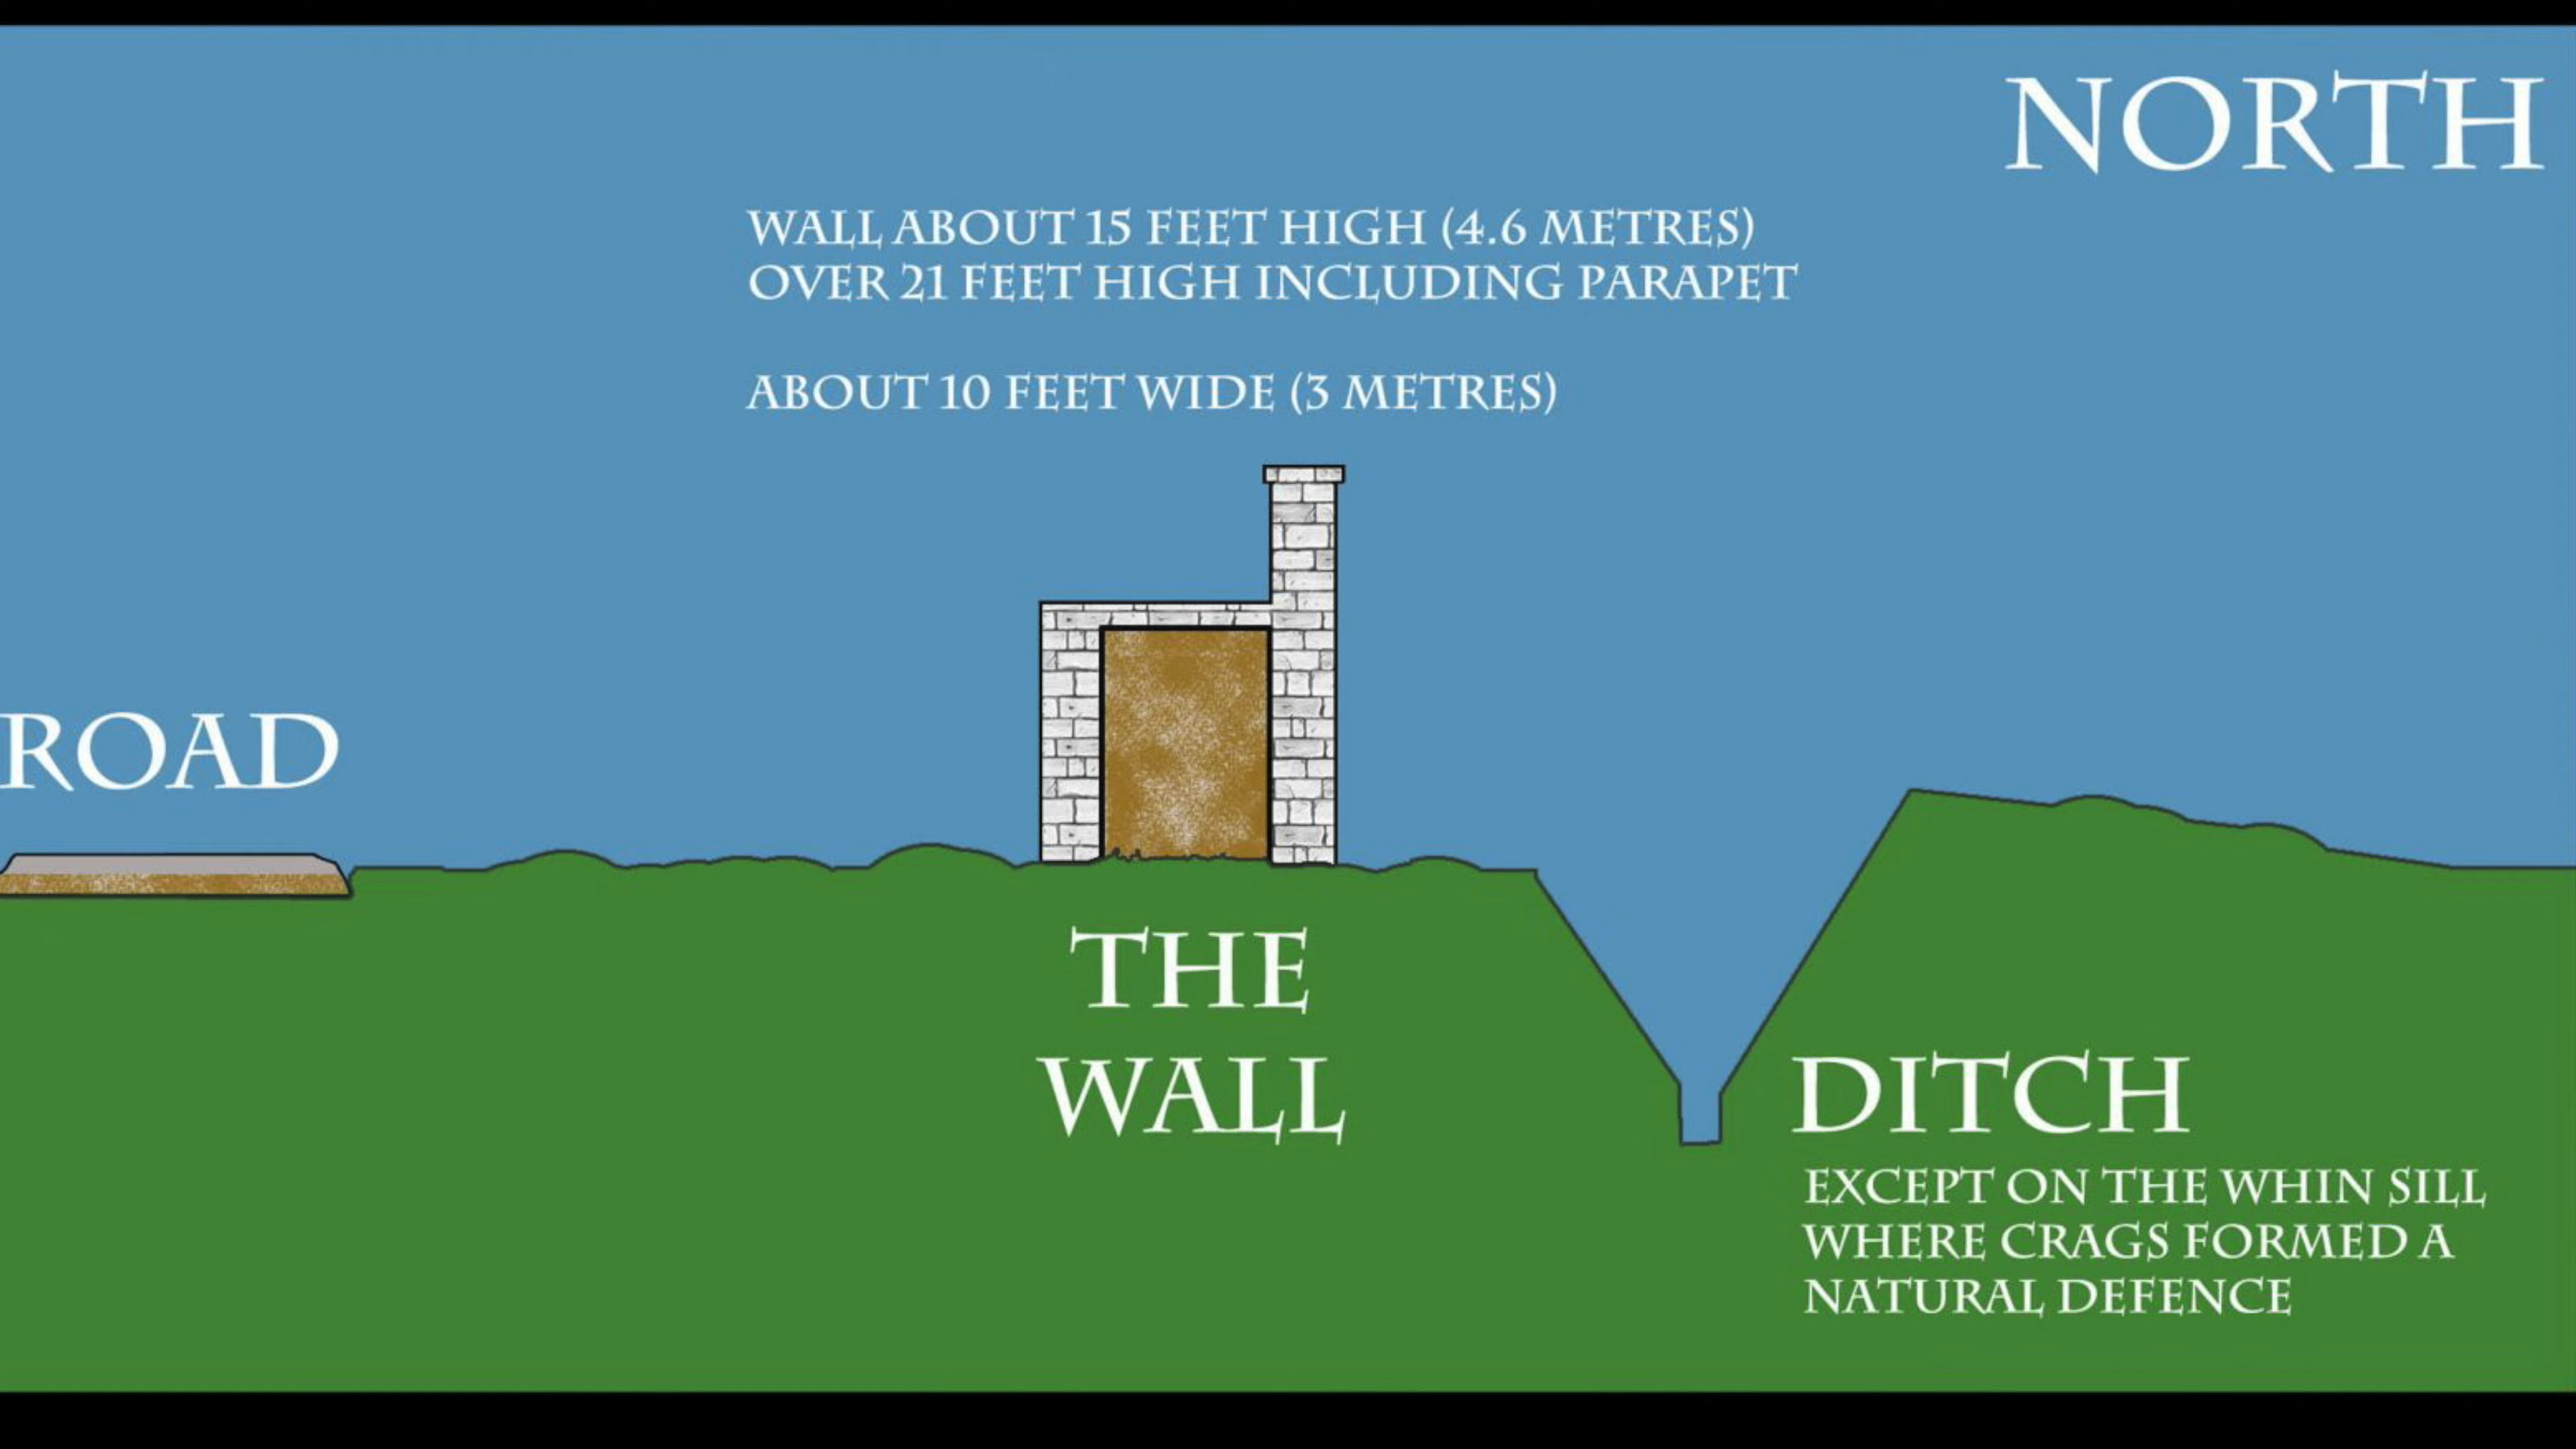 NORTH
WALL ABOUT 15 FEET HIGH (4.6 METRES)
OVER 21 FEET HIGH INCLUDING PARAPET
ABOUT 10 FEET WIDE (3 METRES)
ROAD
THE
WALL
DITCH
EXCEPT ON THE WHIN SILL
WHERE CRAGS FORMED A
NATURAL DEFENCE